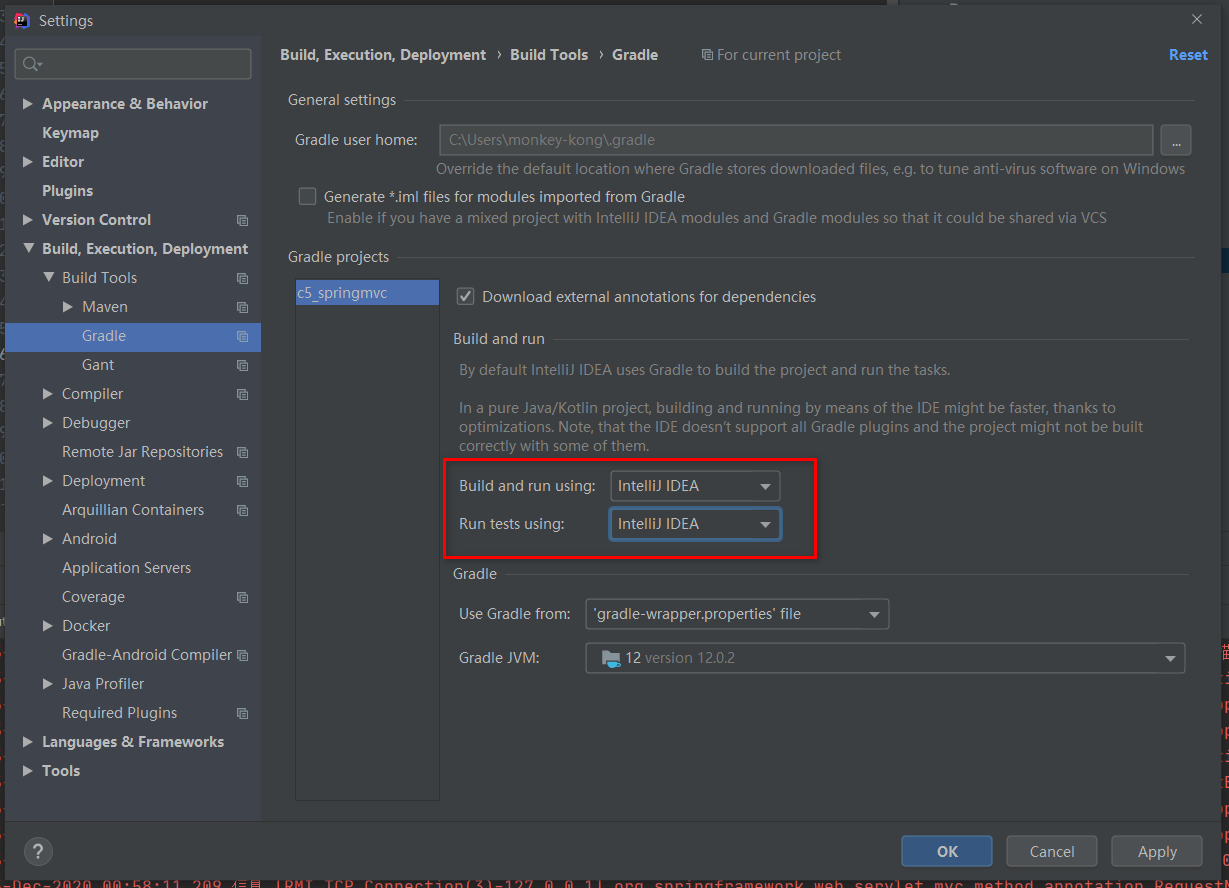 Settings
Build, Execution, Deployment › Build Tools › Gradle
For current project
Reset
Appearance & Behavior
Keymap
Editor
Plugins
Version Control
Build, Execution, Deployment
Build Tools
Maven
Gradle
Gant
Compiler
Debugger
Remote Jar Repositories
Deployment
Arquillian Containers
Android
Application Servers
Coverage
Docker
Gradle-Android Compiler
Java Profiler
Required Plugins
Languages & Frameworks
Tools
General settings
Gradle user home:
C:\Users\monkey-kong\.gradle
...
Override the default location where Gradle stores downloaded files, e.g. to tune anti-virus software on Windows
Generate *.iml files for modules imported from Gradle
Enable if you have a mixed project with IntelliJ IDEA modules and Gradle modules so that it could be shared via VCS
Gradle projects
c5_springmvc
Download external annotations for dependencies
Build and run
By default IntelliJ IDEA uses Gradle to build the project and run the tasks.
In a pure Java/Kotlin project, building and running by means of the IDE might be faster, thanks to
optimizations. Note, that the IDE doesn't support all Gradle plugins and the project might not be built
correctly with some of them.
Build and run using: IntelliJ IDEA
Run tests using: IntelliJ IDEA
Gradle
Use Gradle from: 'gradle-wrapper.properties' file
Gradle JVM: 12 version 12.0.2
?
OK
Cancel
Apply
-Dec-2020 00:58:11.209 信息 [RMI TCP Connection(3)-127.0.0.1] org.springframework.web.servlet.mvc.method.annotation.RequestM